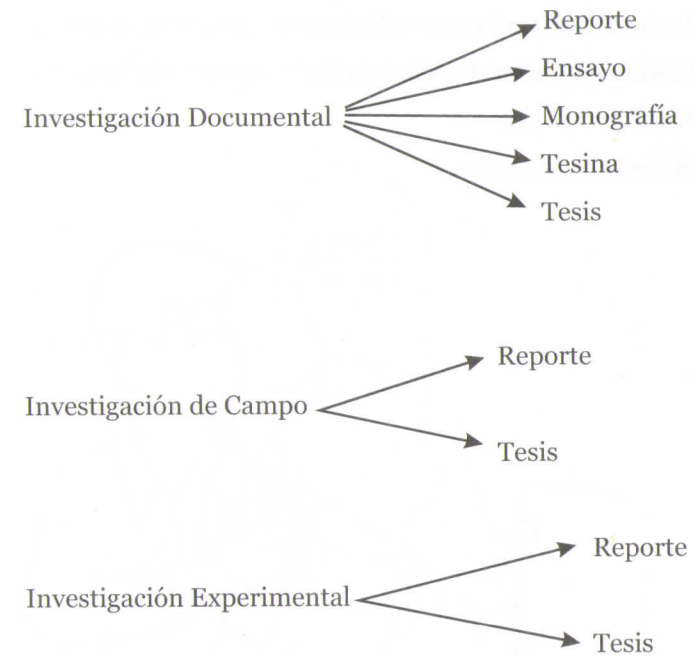 Reporte
Ensayo
Investigación Documental
Monografía
Tesina
Tesis
Reporte
Investigación de Campo
Tesis
Reporte
Investigación Experimental
Tesis